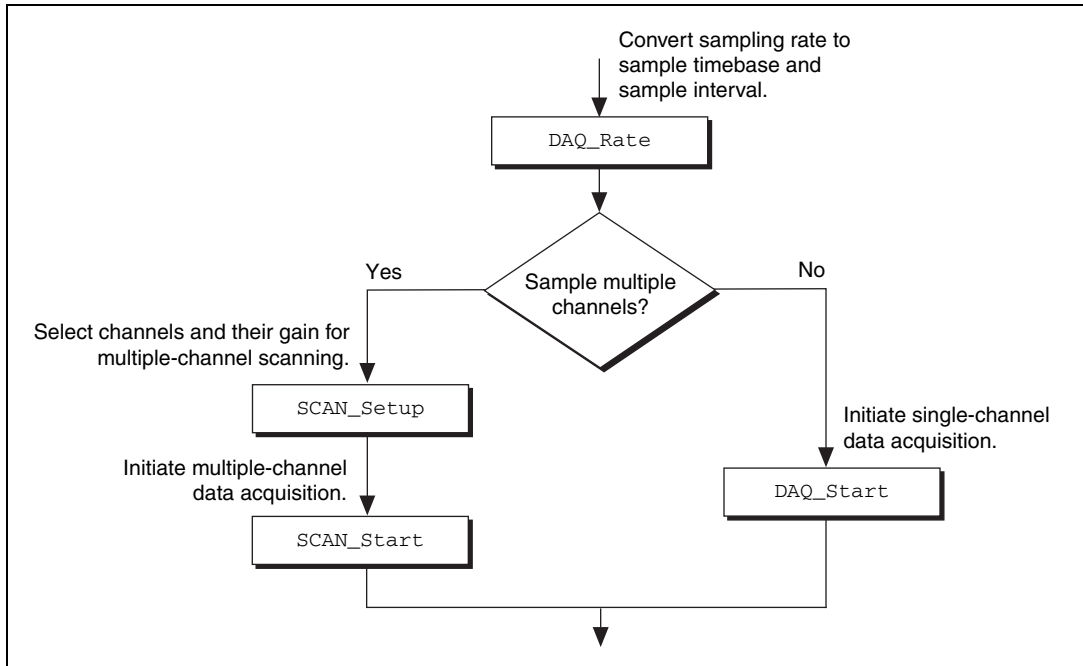 Convert sampling rate to
sample timebase and
sample interval.
DAQ_Rate
Sample multiple
channels?
Yes
No
Select channels and their gain for
multiple-channel scanning.
SCAN_Setup
Initiate multiple-channel
data acquisition.
SCAN_Start
Initiate single-channel
data acquisition.
DAQ_Start